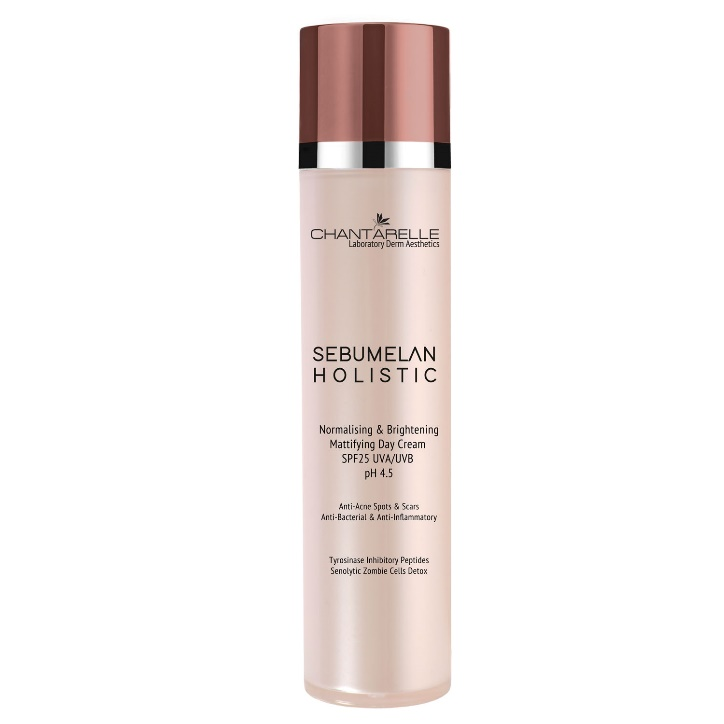 CHANTARELLE
Laboratory Derm Aesthetics
SEBUMELAN
HOLISTIC
Normalising & Brightening
Mattifying Day Cream
SPF25 UVA/UVB
pH 4.5
Anti-Acne Spots & Scars
Anti-Bacterial & Anti-Inflammatory
Tyrosinase Inhibitory Peptides
Senolytic Zombie Cells Detox